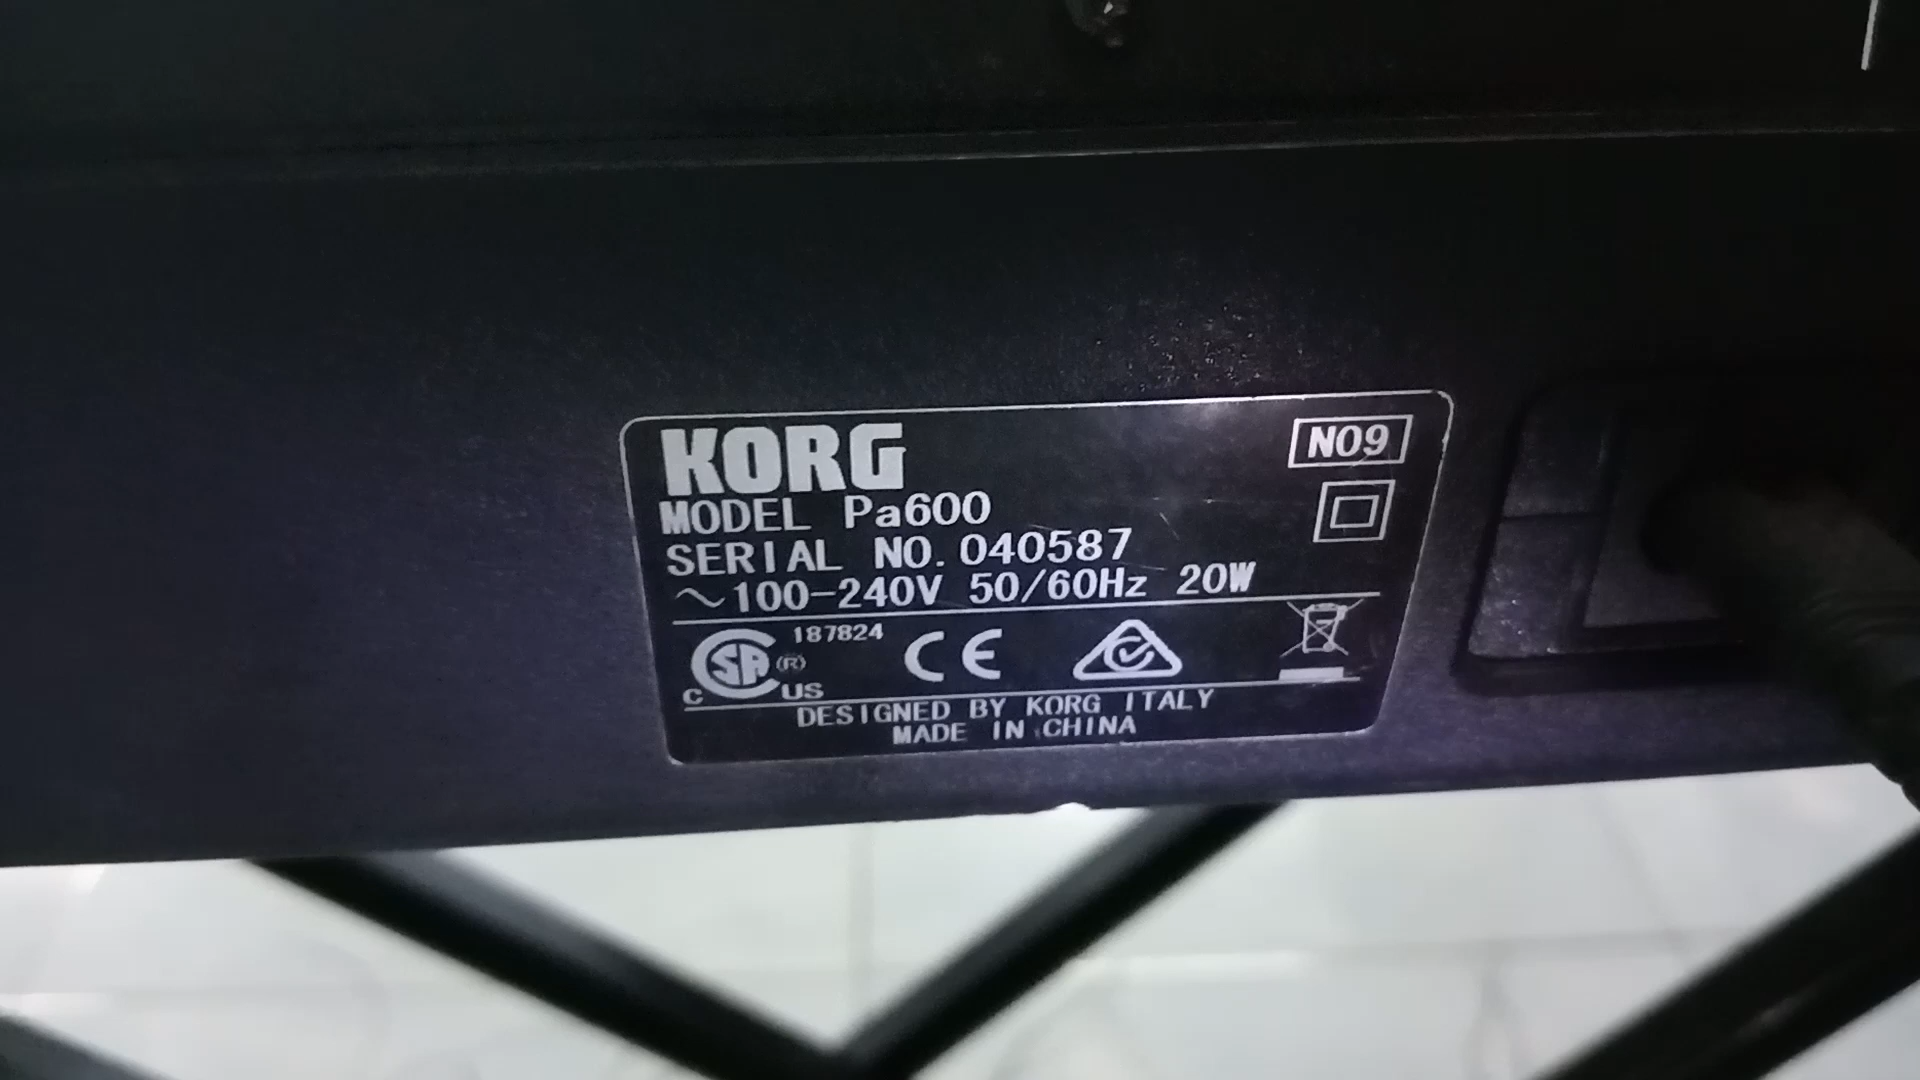 KORG
N09
MODEL Pa600
SERIAL NO. 040587
~100-240V 50/60Hz 20W
187824
SA (R)
C US
CE
DESIGNED BY KORG ITALY
MADE IN CHINA